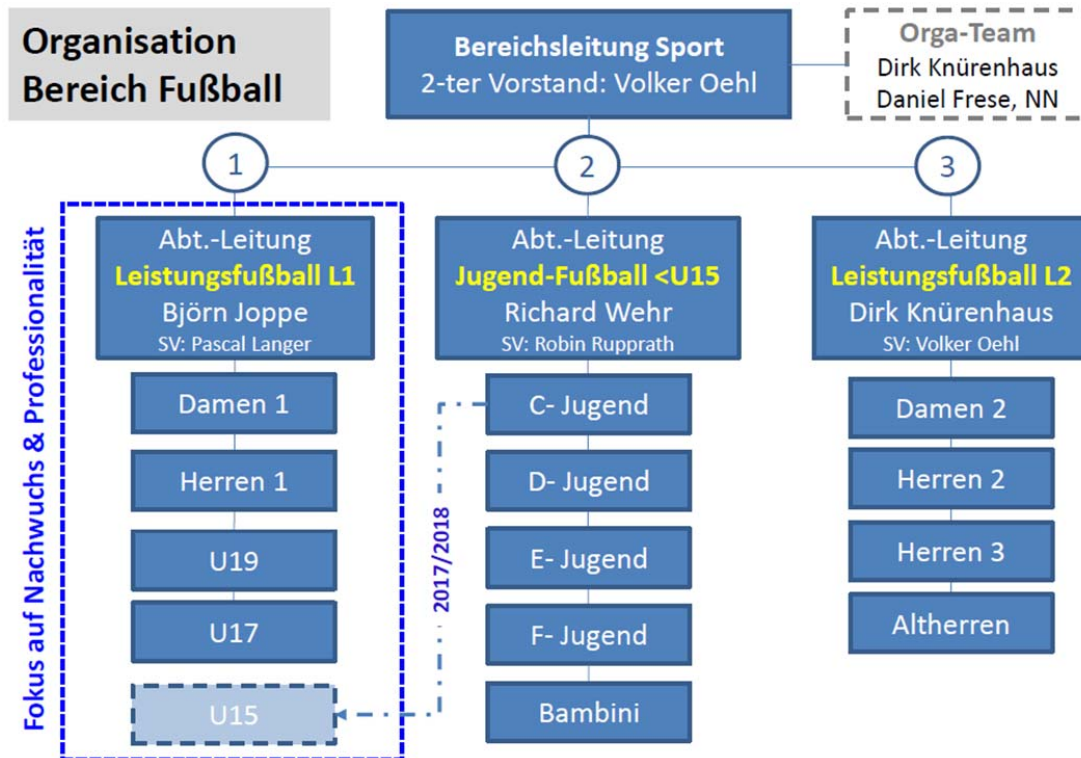 Organisation
Bereich Fußball
Bereichsleitung Sport
2-ter Vorstand: Volker Oehl
Orga-Team
Dirk Knürenhaus
Daniel Frese, NN
1
2
3
Fokus auf Nachwuchs & Professionalität
Abt.-Leitung
Leistungsfußball L1
Björn Joppe
SV: Pascal Langer
Damen 1
Herren 1
U19
U17
U15
2017/2018
Abt.-Leitung
Jugend-Fußball <U15
Richard Wehr
SV: Robin Rupprath
C- Jugend
D- Jugend
E- Jugend
F- Jugend
Bambini
Abt.-Leitung
Leistungsfußball L2
Dirk Knürenhaus
SV: Volker Oehl
Damen 2
Herren 2
Herren 3
Altherren